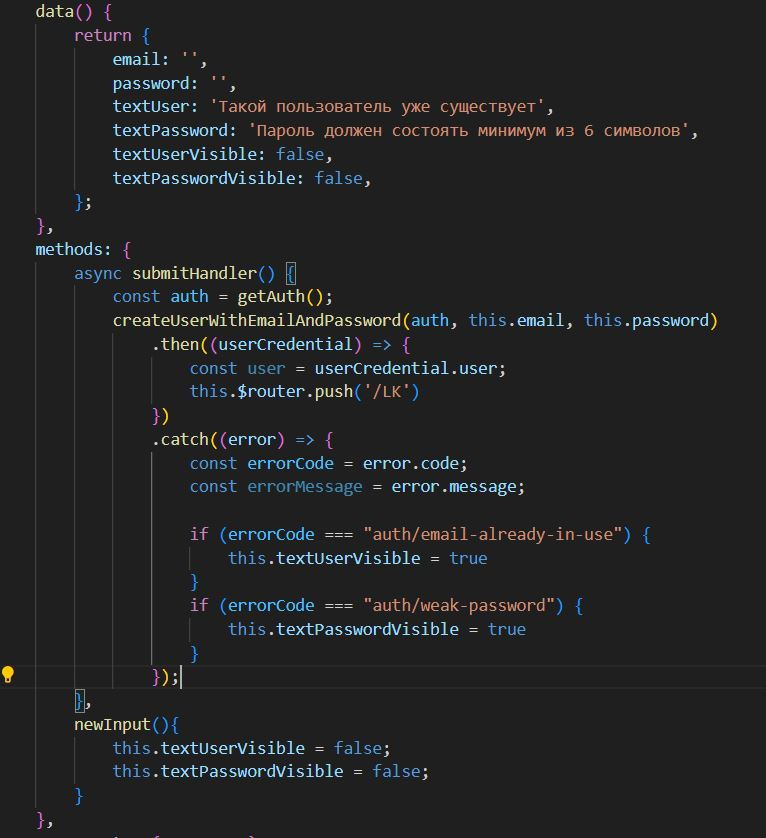 data() {
return {
email: '',
password: '',
textUser: 'Такой пользователь уже существует',
textPassword: 'Пароль должен состоять минимум из 6 символов',
textUserVisible: false,
textPasswordVisible: false,
};
},
methods: {
async submitHandler() {
const auth = getAuth();
createUserWithEmailAndPassword(auth, this.email, this.password)
.then((userCredential) => {
const user = userCredential.user;
this.$router.push('/LK')
})
.catch((error) => {
const errorCode = error.code;
const errorMessage = error.message;
if (errorCode === "auth/email-already-in-use") {
this.textUserVisible = true
}
if (errorCode === "auth/weak-password") {
this.textPasswordVisible = true
}
});
},
newInput(){
this.textUserVisible = false;
this.textPasswordVisible = false;
}
},